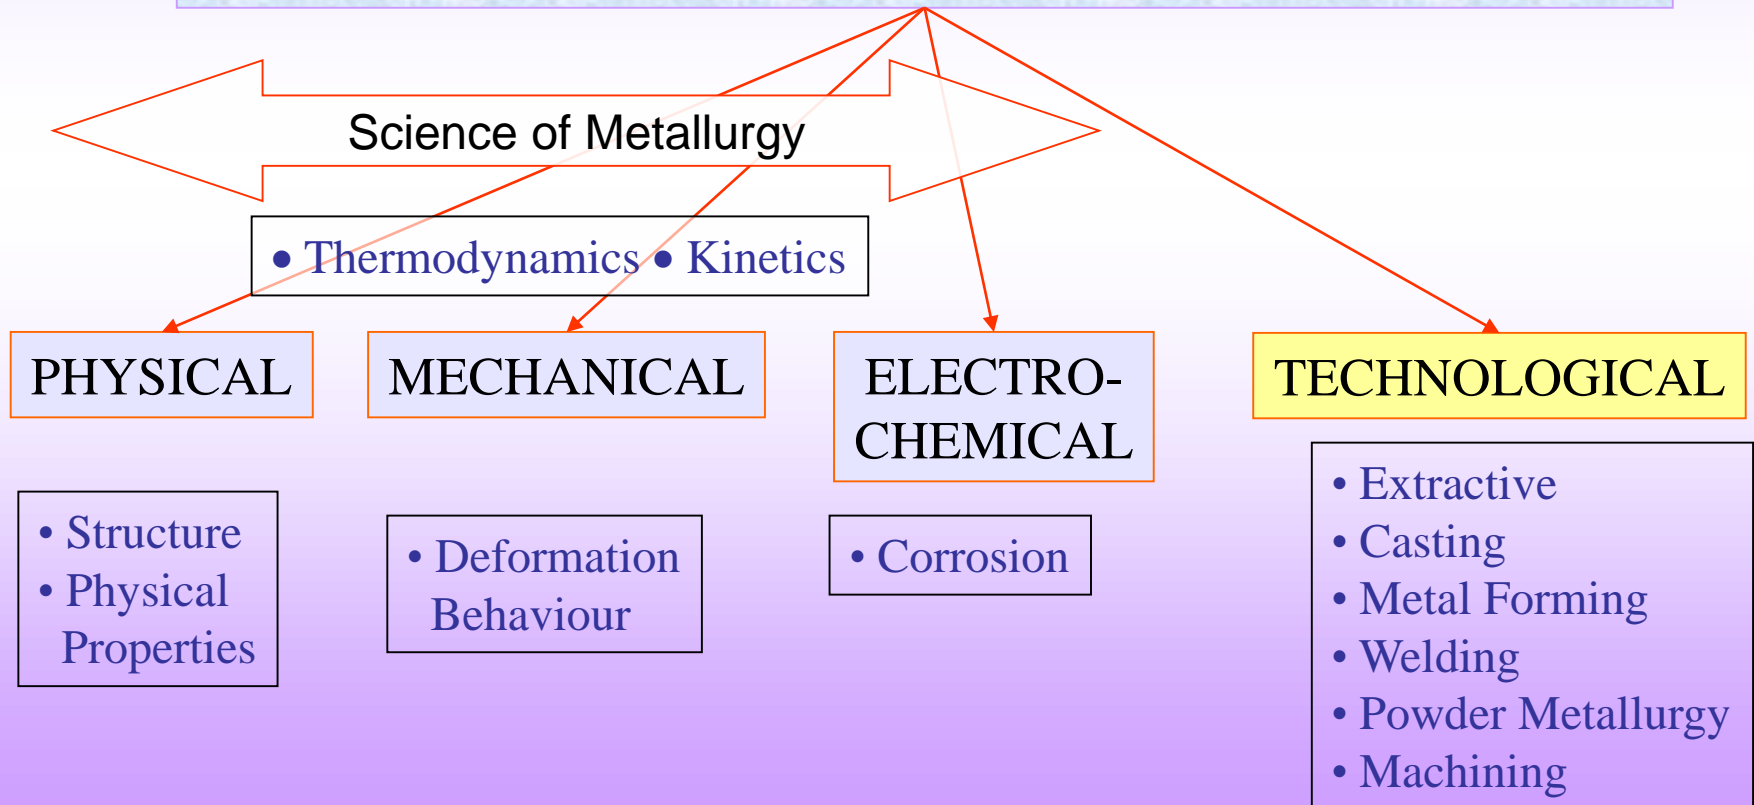 Science of Metallurgy
• Thermodynamics • Kinetics
PHYSICAL
MECHANICAL
ELECTRO-
CHEMICAL
TECHNOLOGICAL
• Structure
• Physical
Properties
• Deformation
Behaviour
• Corrosion
• Extractive
• Casting
• Metal Forming
• Welding
• Powder Metallurgy
• Machining